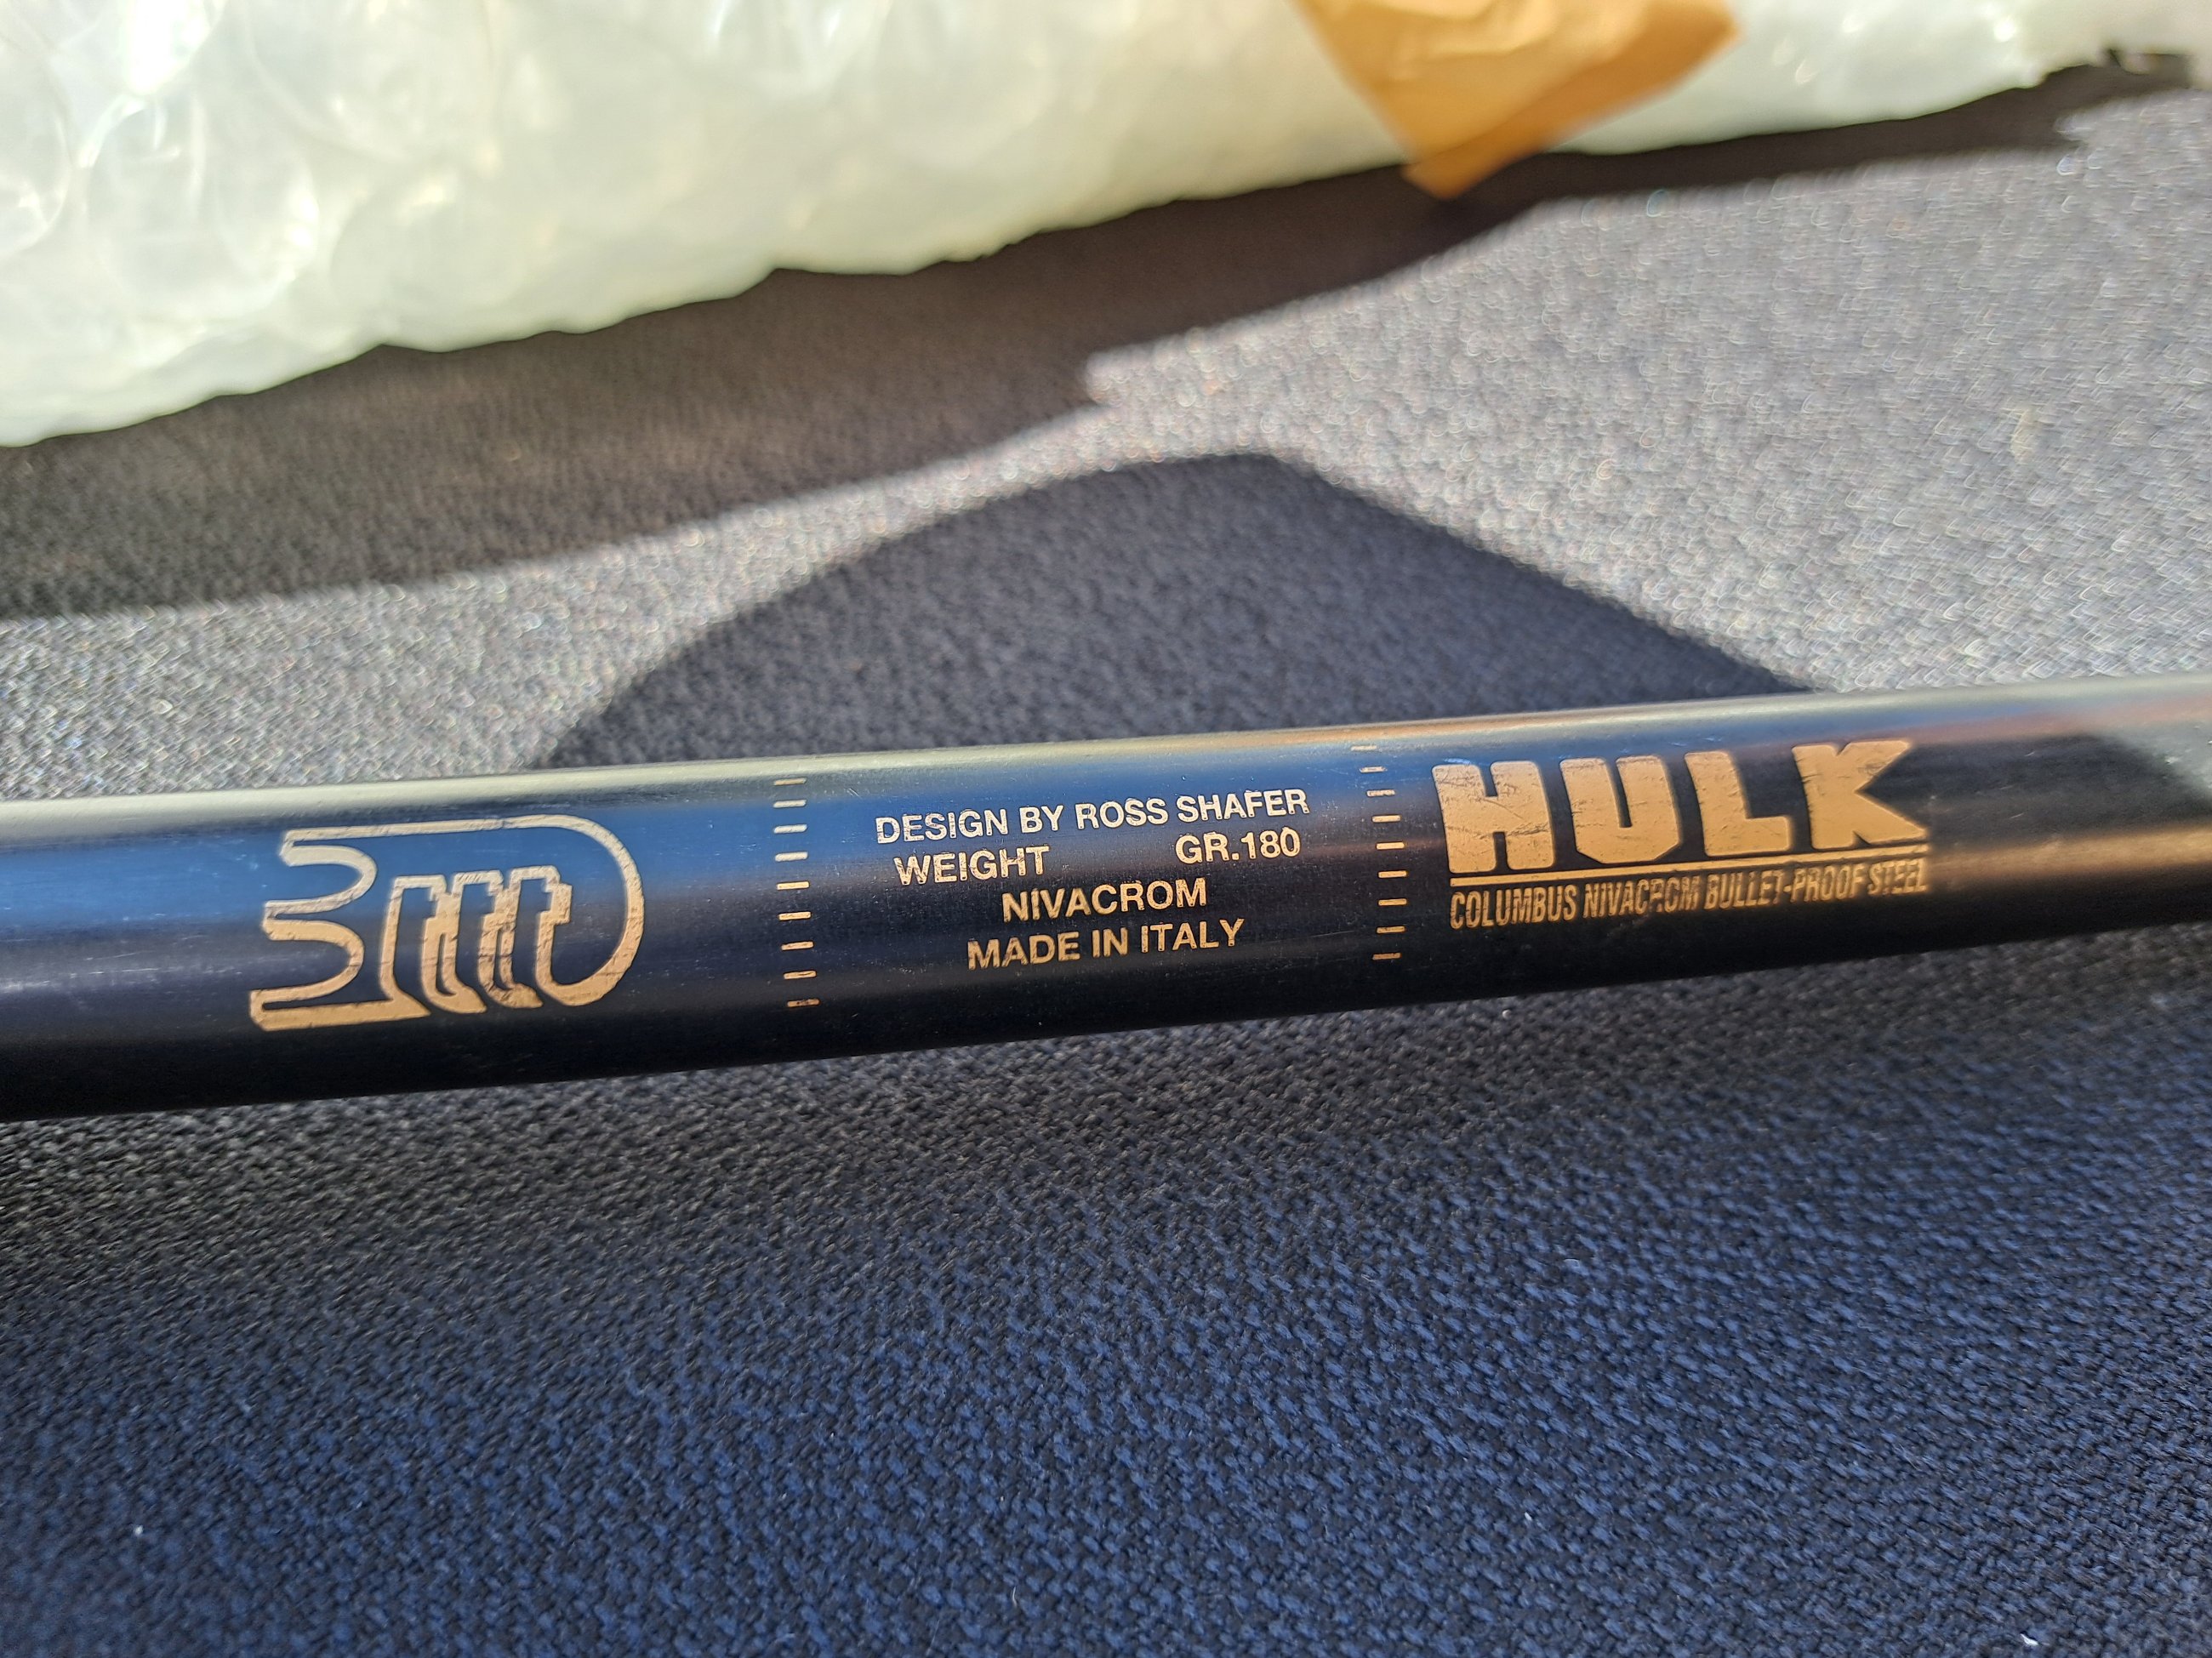 3ttt
DESIGN BY ROSS SHAFER
WEIGHT GR.180
NIVACROM
MADE IN ITALY
HULK
COLUMBUS NIVACROM BULLET-PROOF STEEL